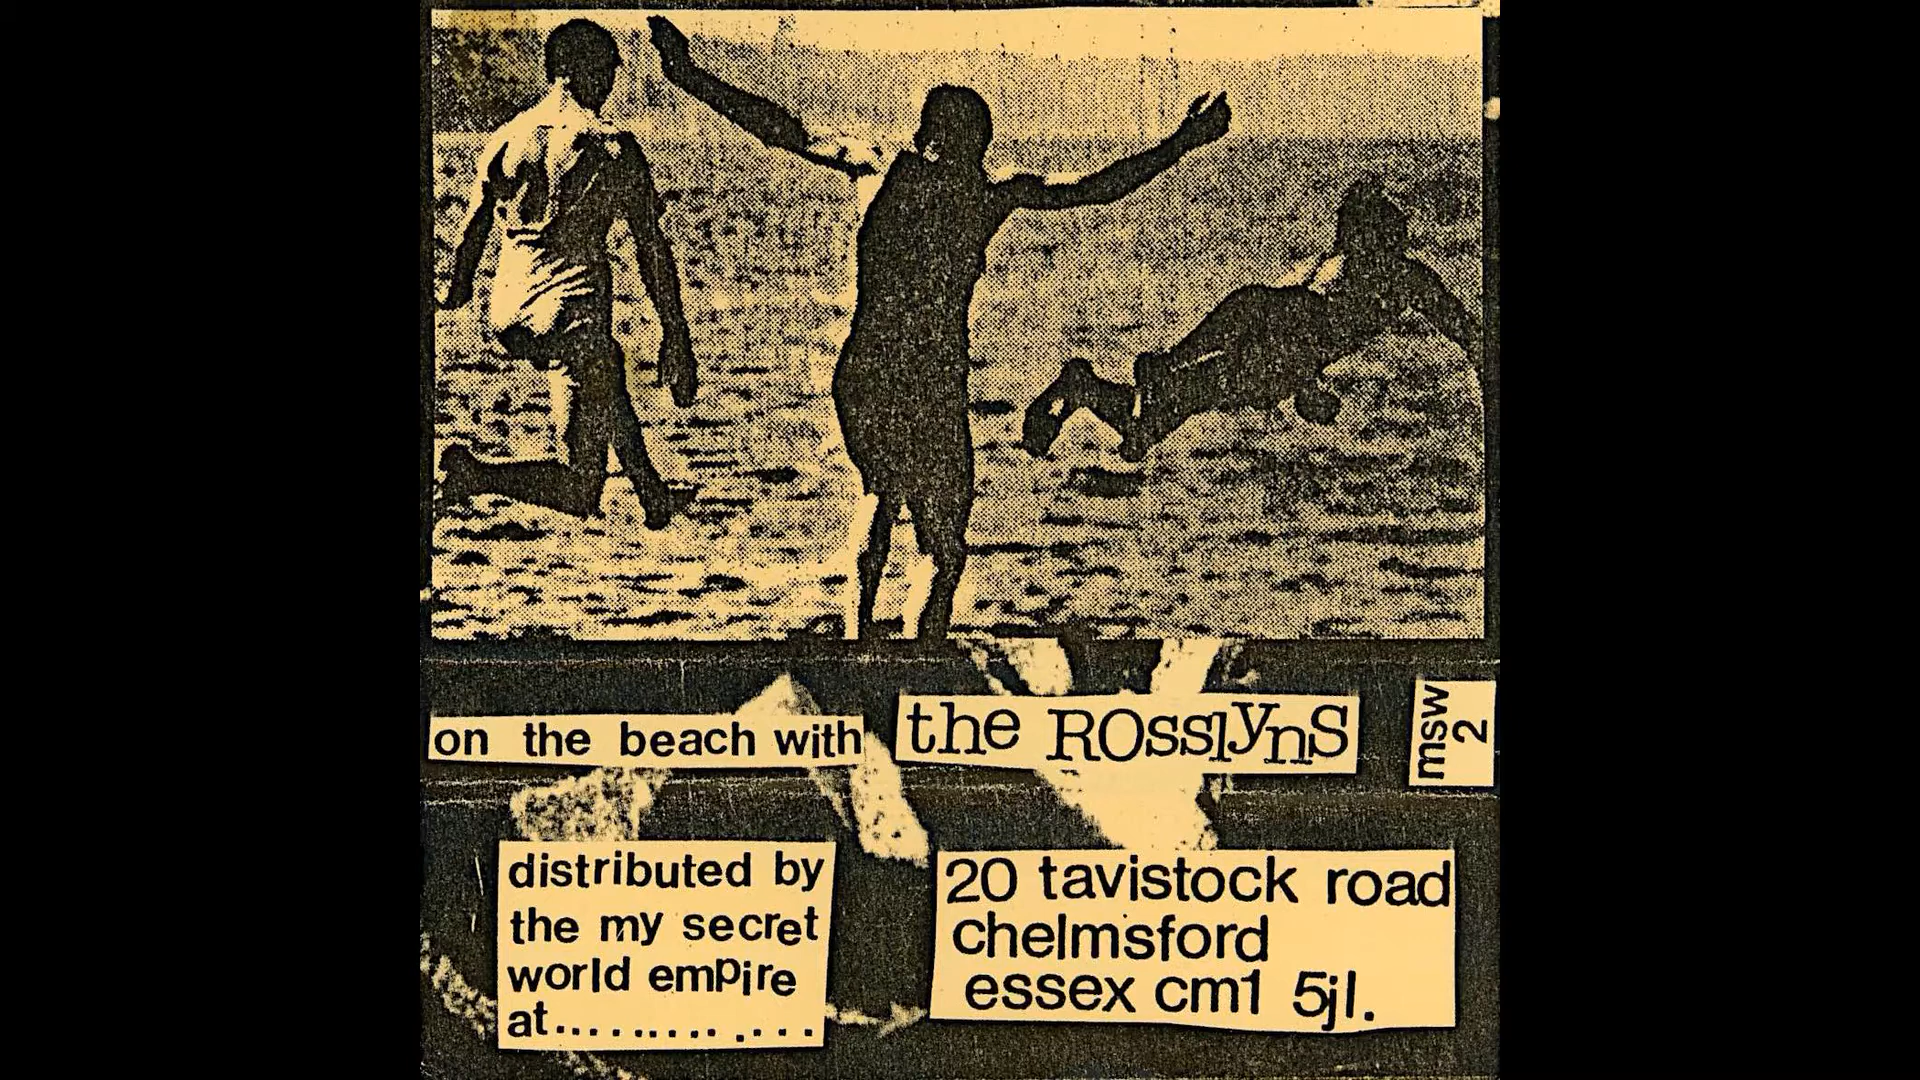 on the beach with
the ROsslynS
msw
2
distributed by
the my secret
world empire
at.............
20 tavistock road
chelmsford
essex cm1 5jl.